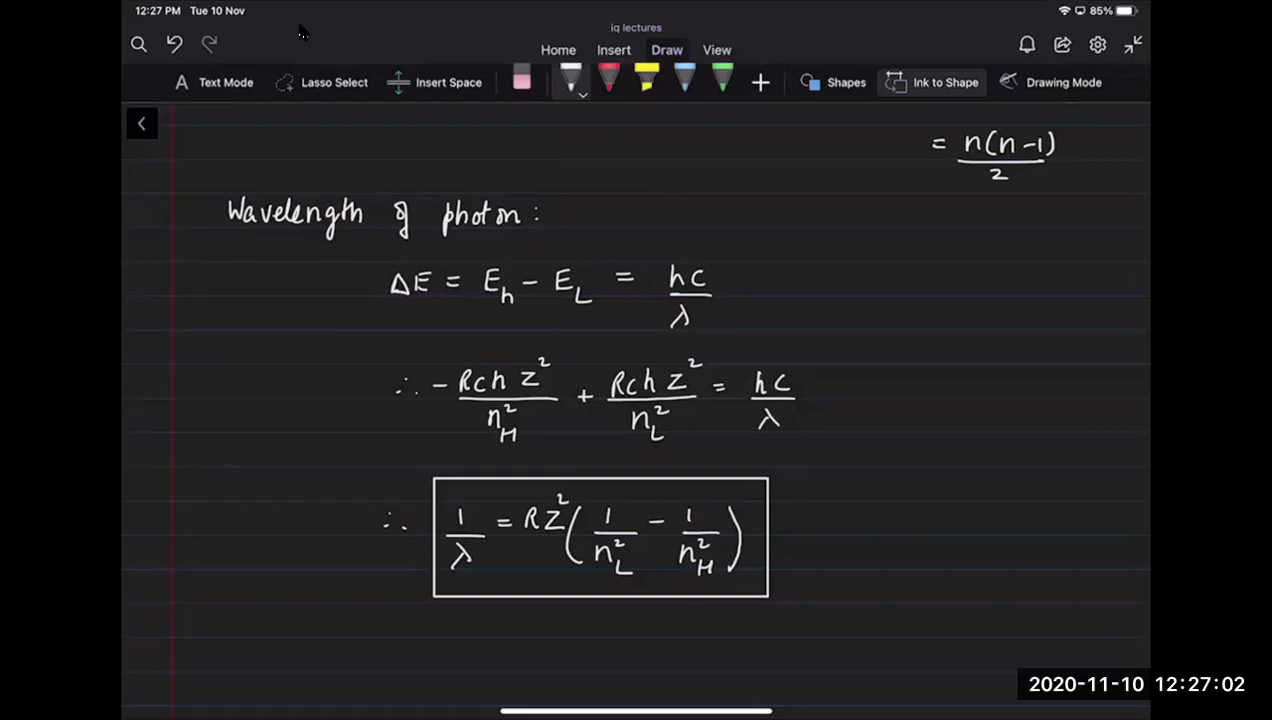 12:27 PM Tue 10 Nov
85%
iq lectures
Home Insert Draw View
Text Mode Lasso Select Insert Space Shapes Ink to Shape Drawing Mode
= n(n-1)/2
Wavelength of photon:
ΔE = E_h - E_L = hc/λ
∴ -Rch Z²/n_H² + Rch Z²/n_L² = hc/λ
∴ 1/λ = RZ²(1/n_L² - 1/n_H²)
2020-11-10 12:27:02